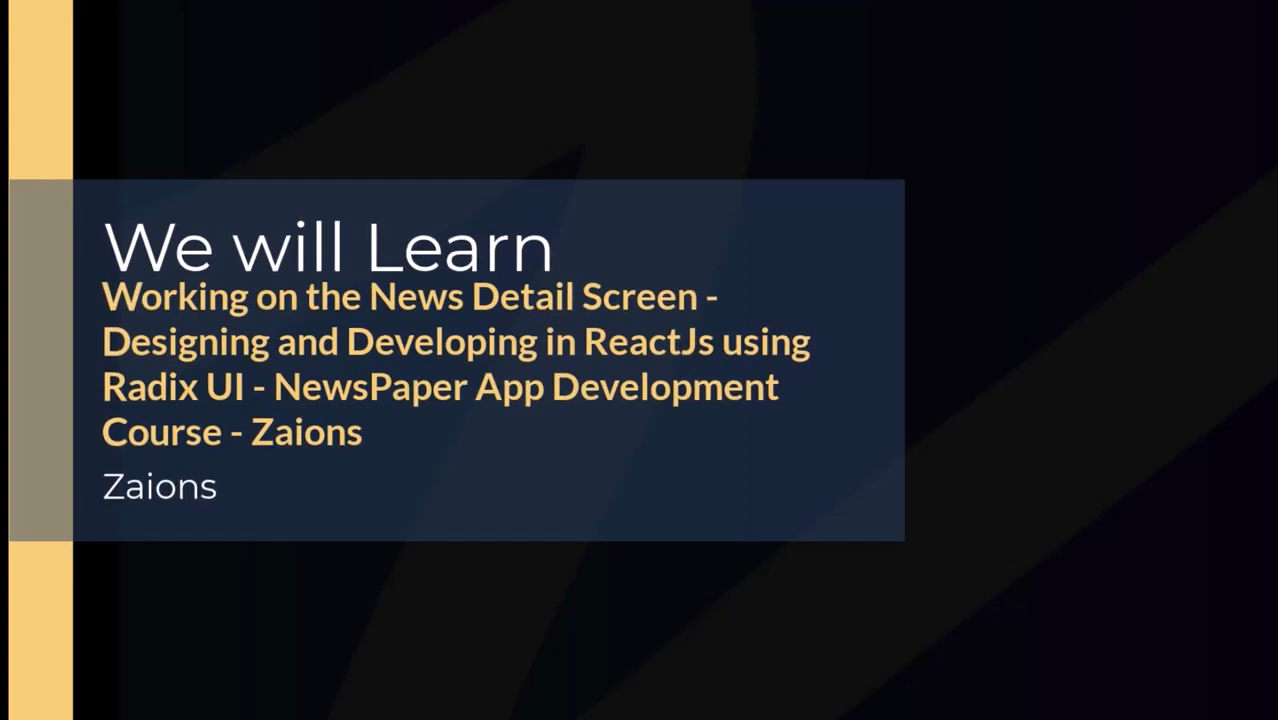 We will Learn
Working on the News Detail Screen -
Designing and Developing in ReactJs using
Radix UI - NewsPaper App Development
Course - Zaions
Zaions